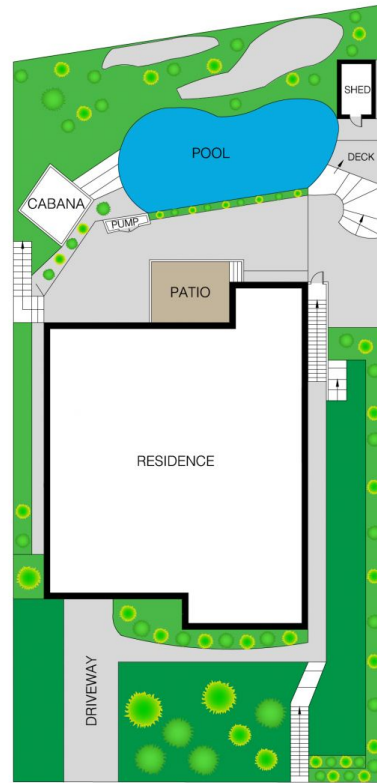 SHED
POOL
DECK
CABANA
PUMP
PATIO
RESIDENCE
DRIVEWAY